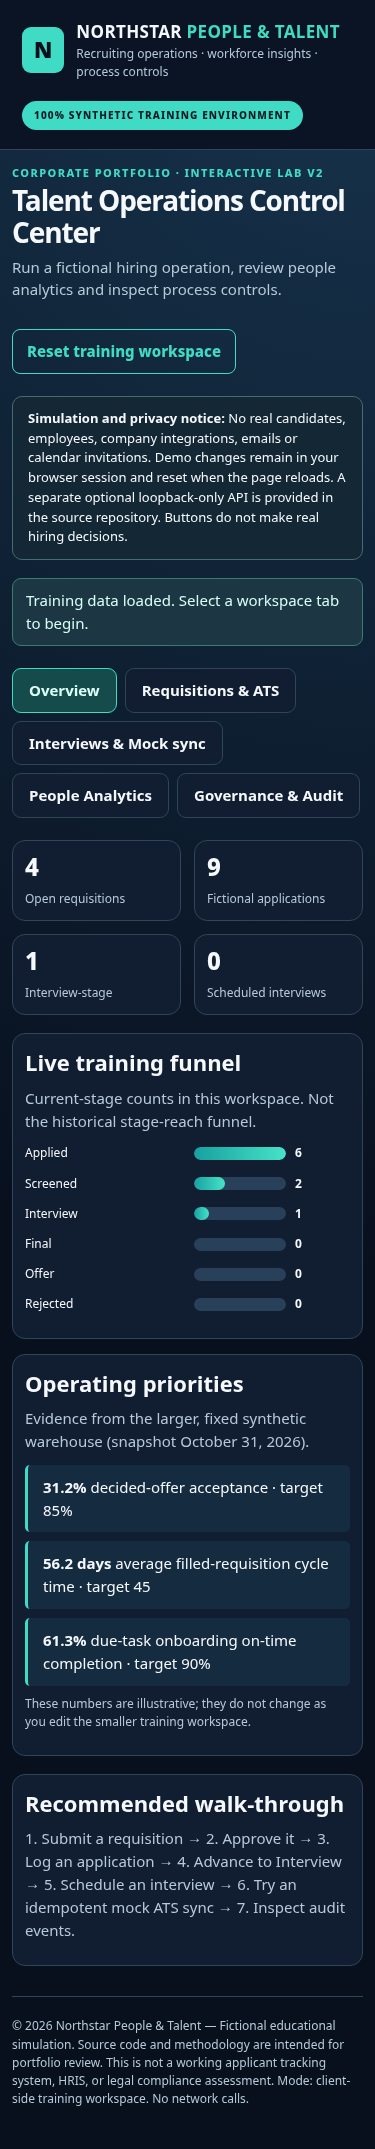 N
NORTHSTAR PEOPLE & TALENT
Recruiting operations · workforce insights ·
process controls
100% SYNTHETIC TRAINING ENVIRONMENT
CORPORATE PORTFOLIO · INTERACTIVE LAB V2
Talent Operations Control
Center
Run a fictional hiring operation, review people
analytics and inspect process controls.
Reset training workspace
Simulation and privacy notice: No real candidates,
employees, company integrations, emails or
calendar invitations. Demo changes remain in your
browser session and reset when the page reloads. A
separate optional loopback-only API is provided in
the source repository. Buttons do not make real
hiring decisions.
Training data loaded. Select a workspace tab
to begin.
Overview
Requisitions & ATS
Interviews & Mock sync
People Analytics
Governance & Audit
4
Open requisitions
9
Fictional applications
1
Interview-stage
0
Scheduled interviews
Live training funnel
Current-stage counts in this workspace. Not
the historical stage-reach funnel.
Applied 6
Screened 2
Interview 1
Final 0
Offer 0
Rejected 0
Operating priorities
Evidence from the larger, fixed synthetic
warehouse (snapshot October 31, 2026).
31.2% decided-offer acceptance · target
85%
56.2 days average filled-requisition cycle
time · target 45
61.3% due-task onboarding on-time
completion · target 90%
These numbers are illustrative; they do not change as
you edit the smaller training workspace.
Recommended walk-through
1. Submit a requisition → 2. Approve it → 3.
Log an application → 4. Advance to Interview
→ 5. Schedule an interview → 6. Try an
idempotent mock ATS sync → 7. Inspect audit
events.
© 2026 Northstar People & Talent — Fictional educational
simulation. Source code and methodology are intended for
portfolio review. This is not a working applicant tracking
system, HRIS, or legal compliance assessment. Mode: client-
side training workspace. No network calls.